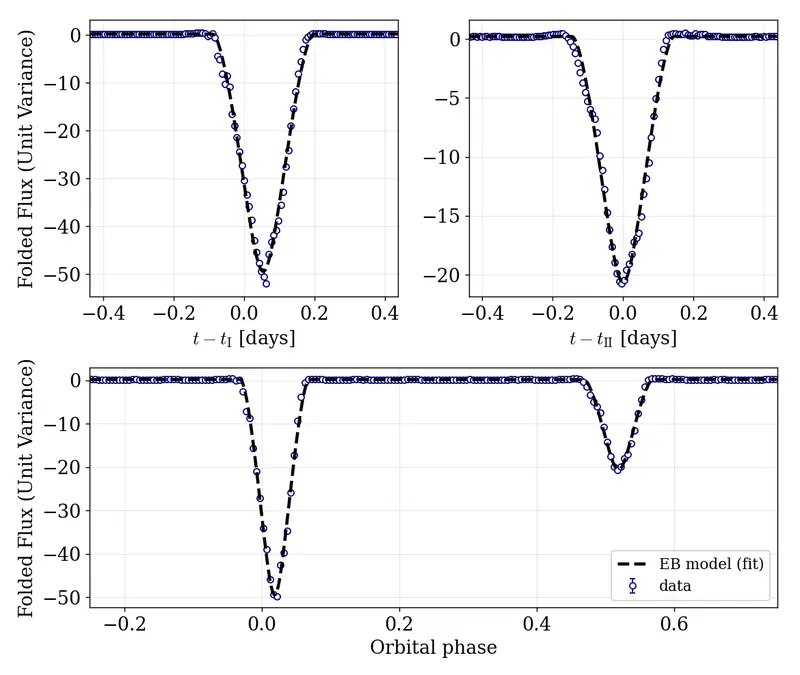 Folded Flux (Unit Variance)
0
−10
−20
−30
−40
−50
−0.4 −0.2 0.0 0.2 0.4
t − t_I [days]
0
−5
−10
−15
−20
−0.4 −0.2 0.0 0.2 0.4
t − t_II [days]
Folded Flux (Unit Variance)
0
−10
−20
−30
−40
−50
EB model (fit)
data
−0.2 0.0 0.2 0.4 0.6
Orbital phase